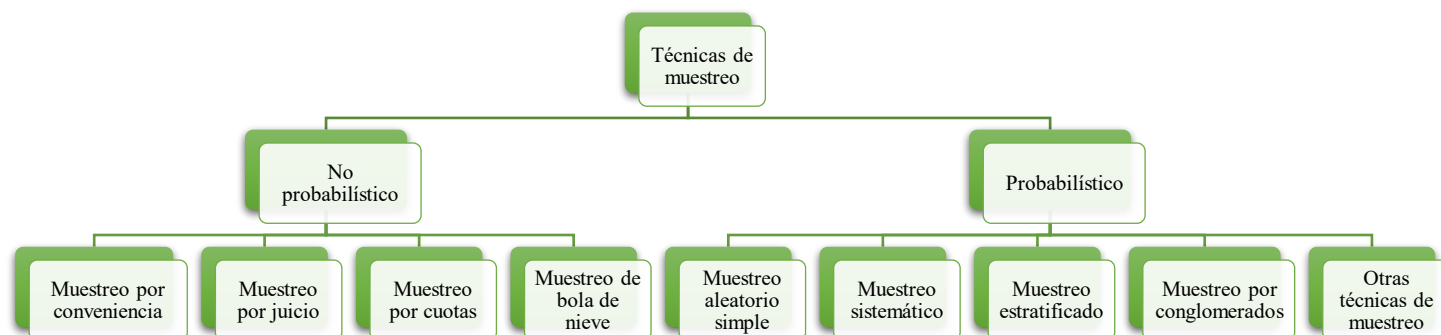 Técnicas de
muestreo
No
probabilístico
Probabilístico
Muestreo por
conveniencia
Muestreo
por juicio
Muestreo
por cuotas
Muestreo de
bola de
nieve
Muestreo
aleatorio
simple
Muestreo
sistemático
Muestreo
estratificado
Muestreo por
conglomerados
Otras
técnicas de
muestreo